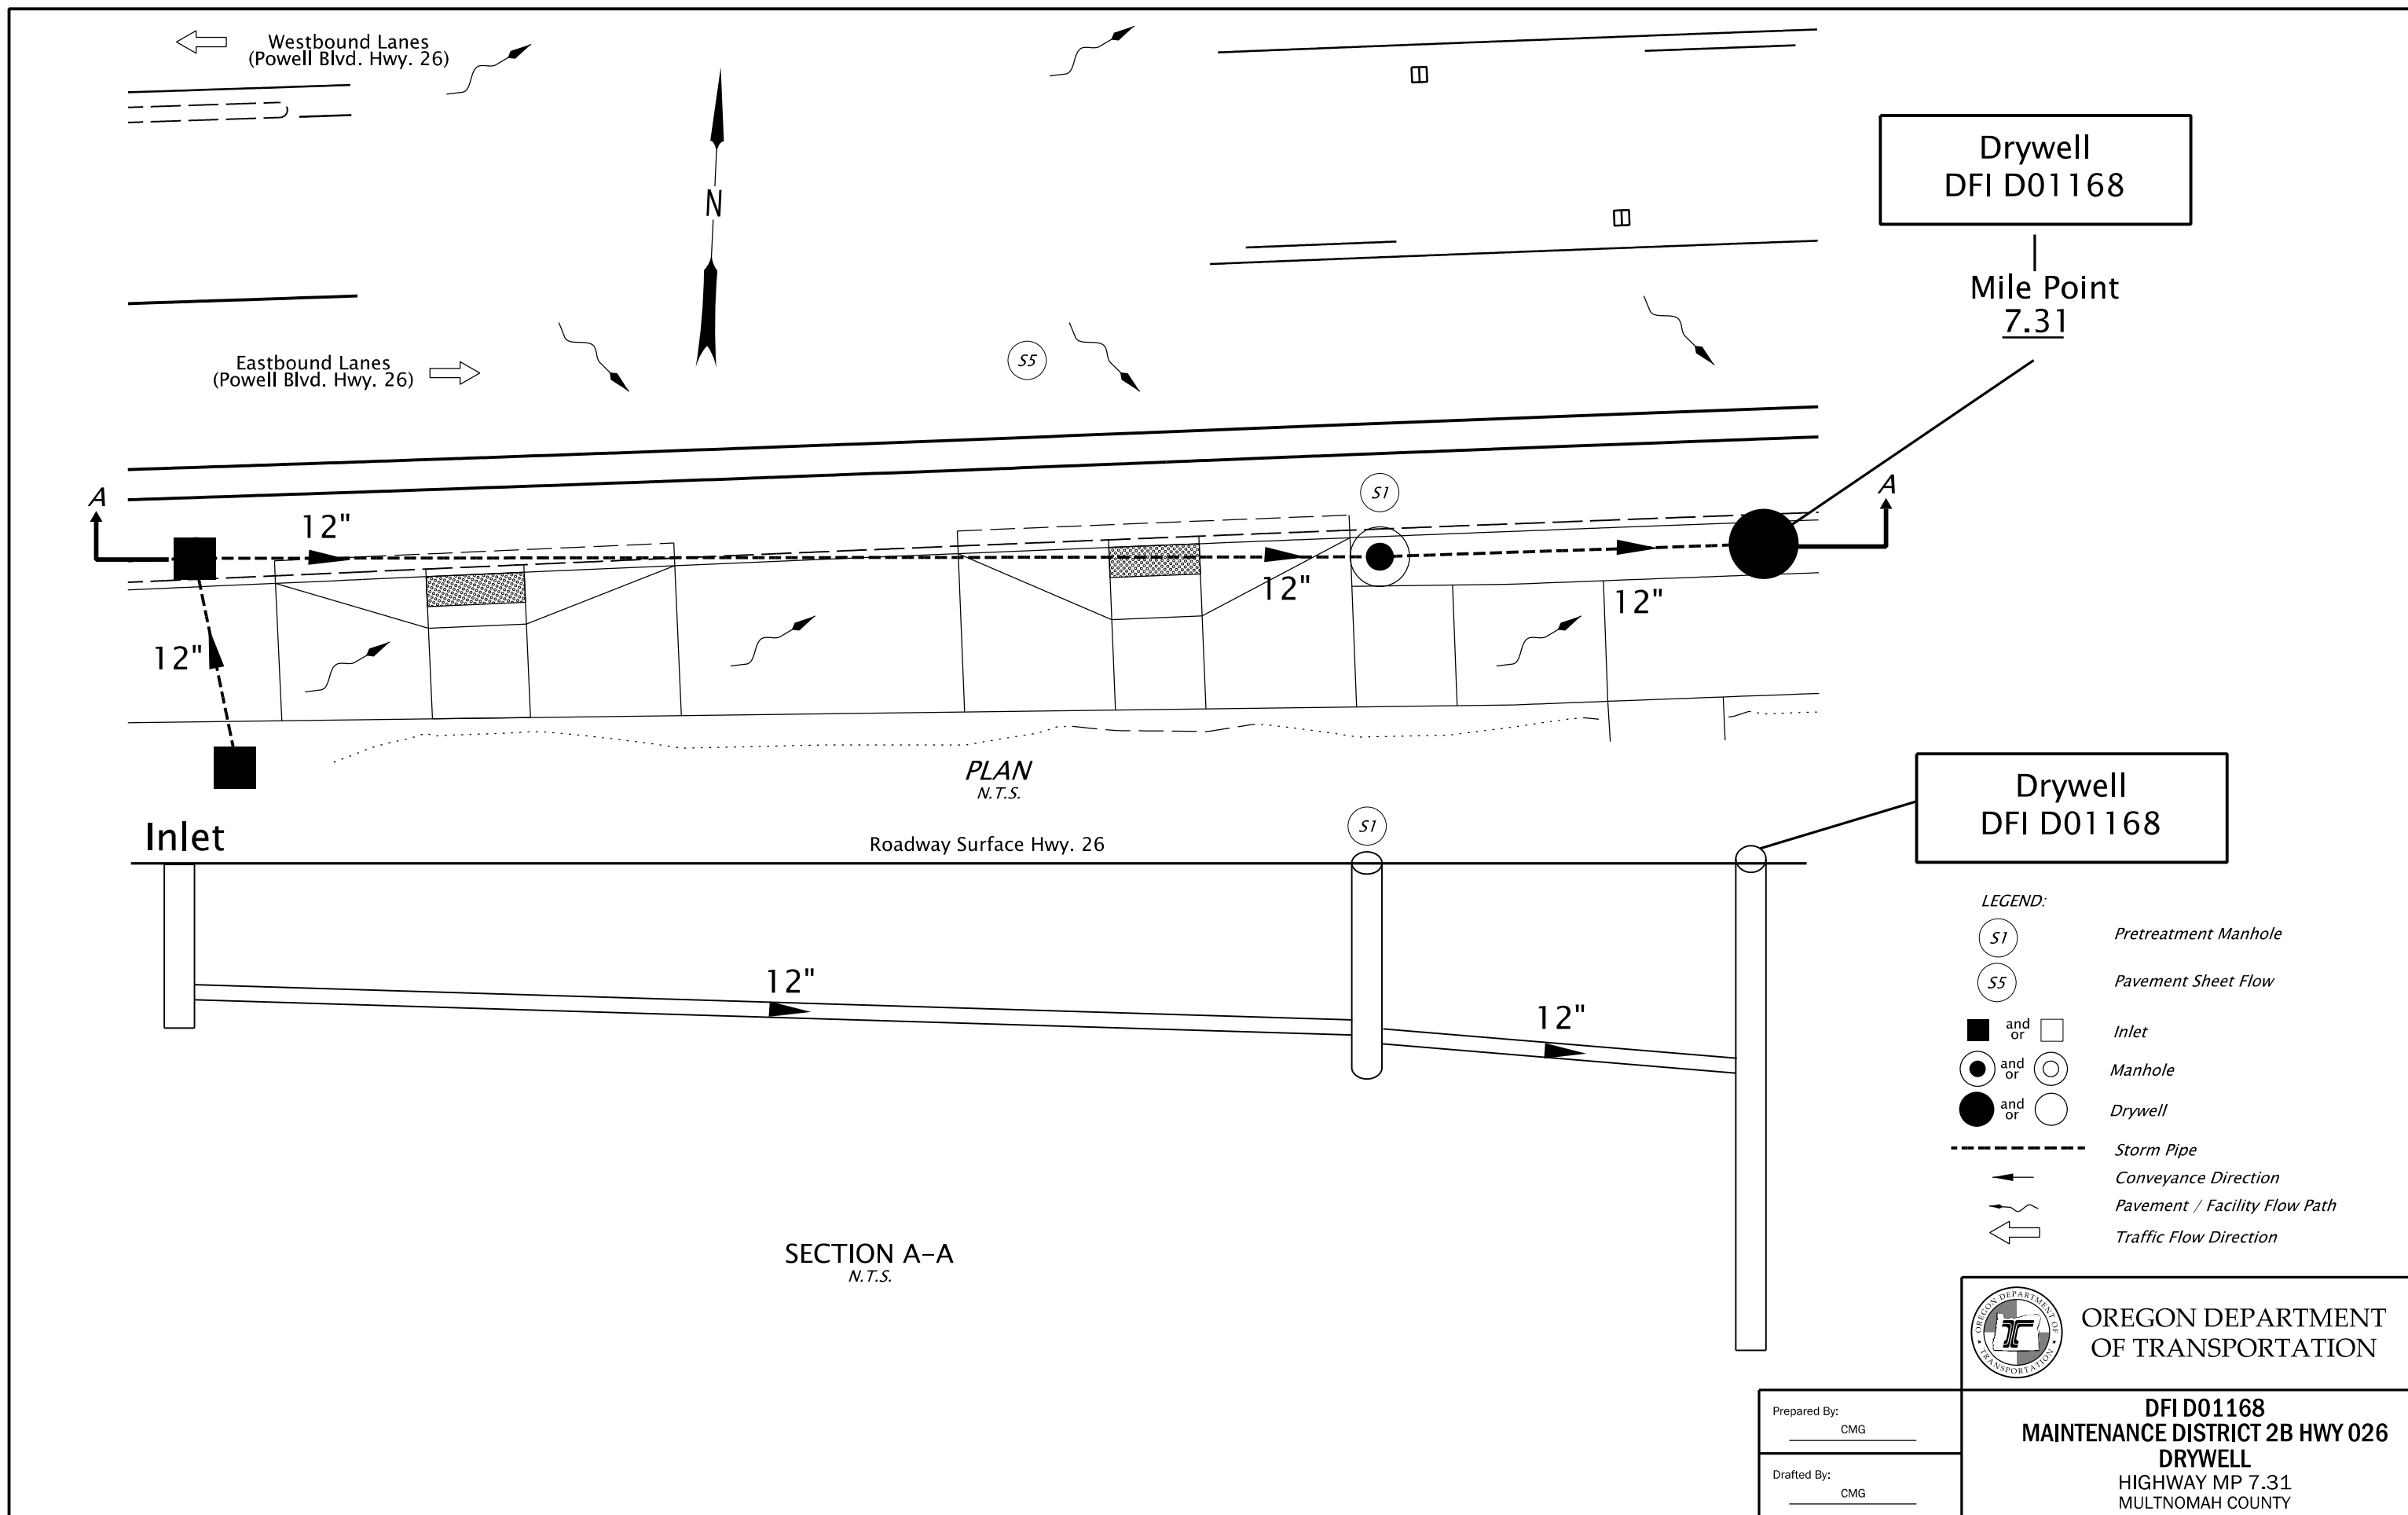 Westbound Lanes
(Powell Blvd. Hwy. 26)
N
Drywell
DFI D01168
Mile Point
7.31
Eastbound Lanes
(Powell Blvd. Hwy. 26)
S5
A
12"
S1
A
12"
12"
12"
PLAN
N.T.S.
Drywell
DFI D01168
Inlet
Roadway Surface Hwy. 26
S1
12"
12"
SECTION A-A
N.T.S.
LEGEND:
S1 Pretreatment Manhole
S5 Pavement Sheet Flow
and
or
Inlet
and
or
Manhole
and
or
Drywell
Storm Pipe
Conveyance Direction
Pavement / Facility Flow Path
Traffic Flow Direction
OREGON DEPARTMENT OF
TRANSPORTATION
OREGON DEPARTMENT
OF TRANSPORTATION
Prepared By:
CMG
Drafted By:
CMG
DFI D01168
MAINTENANCE DISTRICT 2B HWY 026
DRYWELL
HIGHWAY MP 7.31
MULTNOMAH COUNTY